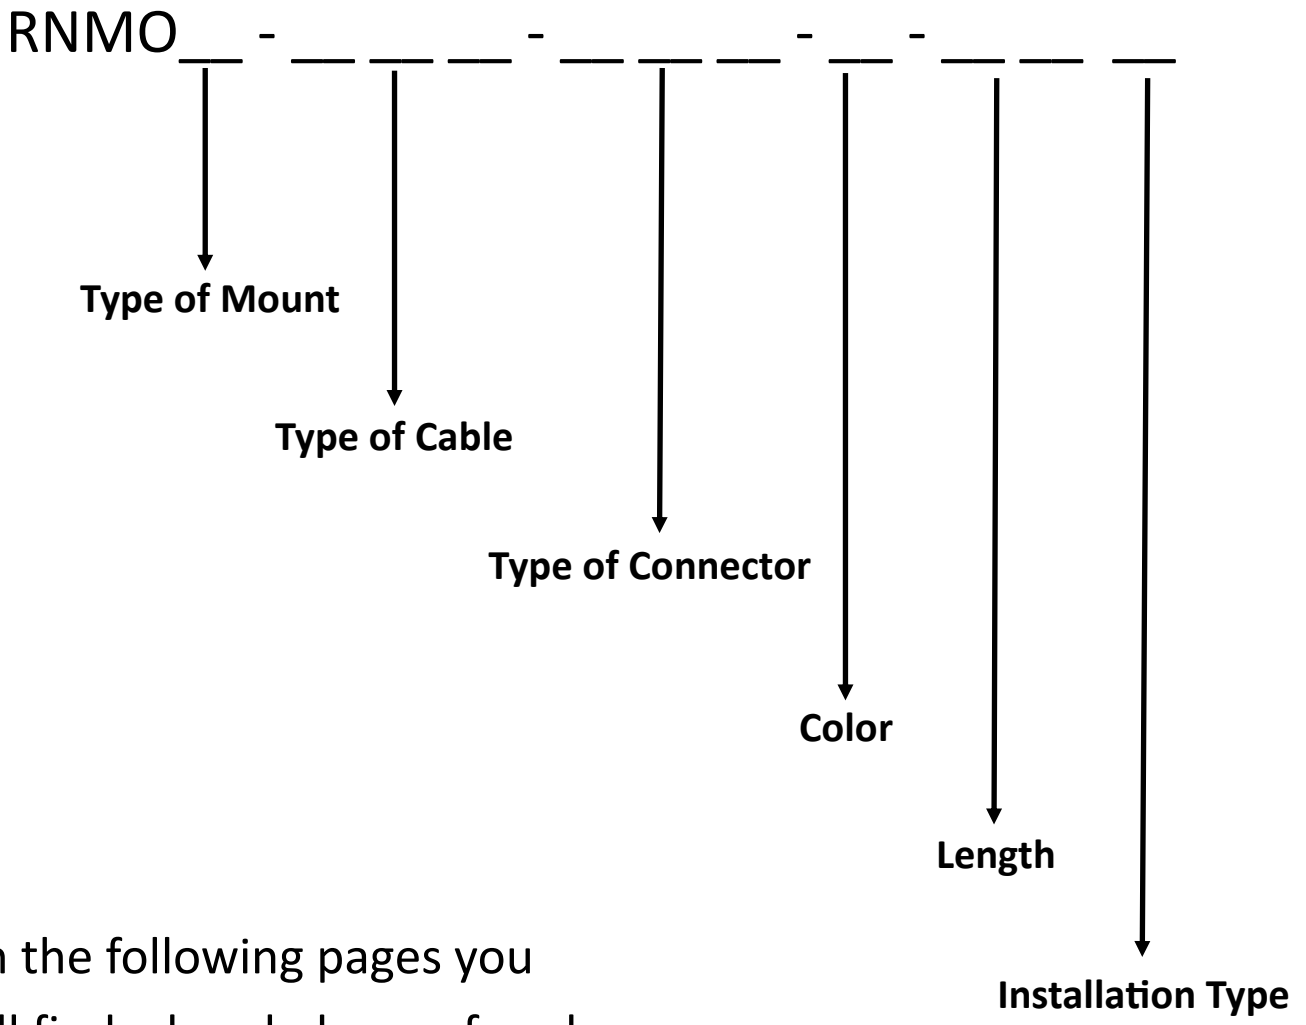 RNMO__ - __ __ __ - __ __ __ - __ - __ __ __
Type of Mount
Type of Cable
Type of Connector
Color
Length
the following pages you
Installation Type